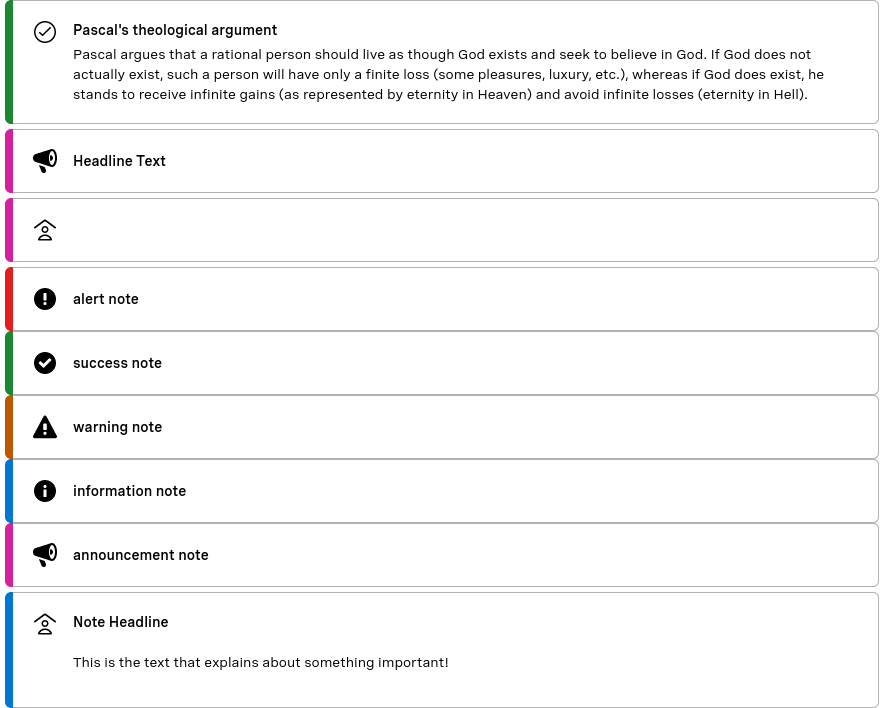 Pascal's theological argument
Pascal argues that a rational person should live as though God exists and seek to believe in God. If God does not
actually exist, such a person will have only a finite loss (some pleasures, luxury, etc.), whereas if God does exist, he
stands to receive infinite gains (as represented by eternity in Heaven) and avoid infinite losses (eternity in Hell).
Headline Text
alert note
success note
warning note
information note
announcement note
Note Headline
This is the text that explains about something important!